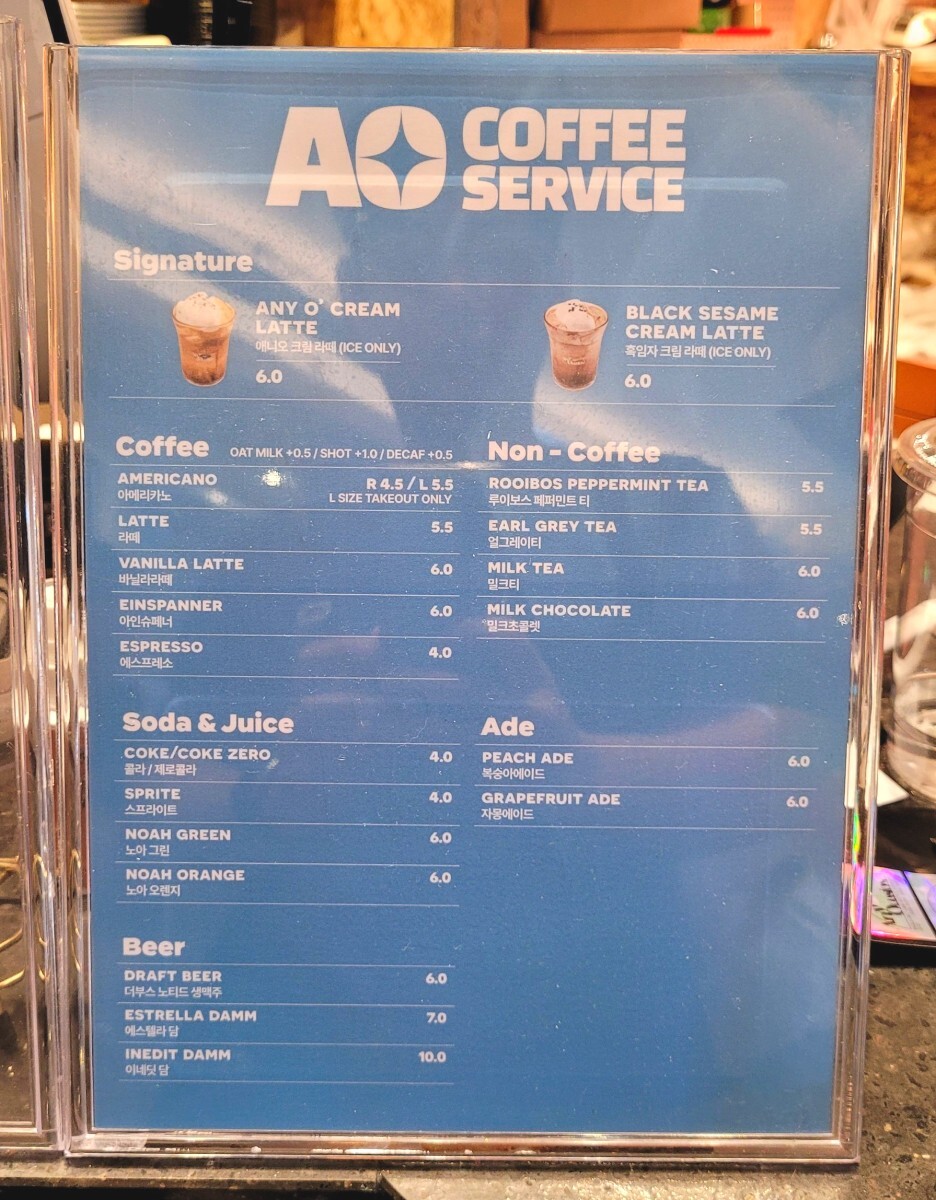 AO COFFEE
SERVICE
Signature
ANY O' CREAM
LATTE
애니오 크림 라떼 (ICE ONLY)
6.0
BLACK SESAME
CREAM LATTE
흑임자 크림 라떼 (ICE ONLY)
6.0
Coffee OAT MILK +0.5 / SHOT +1.0 / DECAF +0.5
AMERICANO R 4.5 / L 5.5
아메리카노 L SIZE TAKEOUT ONLY
LATTE 5.5
라떼
VANILLA LATTE 6.0
바닐라라떼
EINSPANNER 6.0
아인슈페너
ESPRESSO 4.0
에스프레소
Non - Coffee
ROOIBOS PEPPERMINT TEA 5.5
루이보스 페퍼민트 티
EARL GREY TEA 5.5
얼그레이티
MILK TEA 6.0
밀크티
MILK CHOCOLATE 6.0
밀크초콜렛
Soda & Juice
COKE/COKE ZERO 4.0
콜라 / 제로콜라
SPRITE 4.0
스프라이트
NOAH GREEN 6.0
노아 그린
NOAH ORANGE 6.0
노아 오렌지
Ade
PEACH ADE 6.0
복숭아에이드
GRAPEFRUIT ADE 6.0
자몽에이드
Beer
DRAFT BEER 6.0
더부스 노티드 생맥주
ESTRELLA DAMM 7.0
에스텔라 담
INEDIT DAMM 10.0
이네딧 담